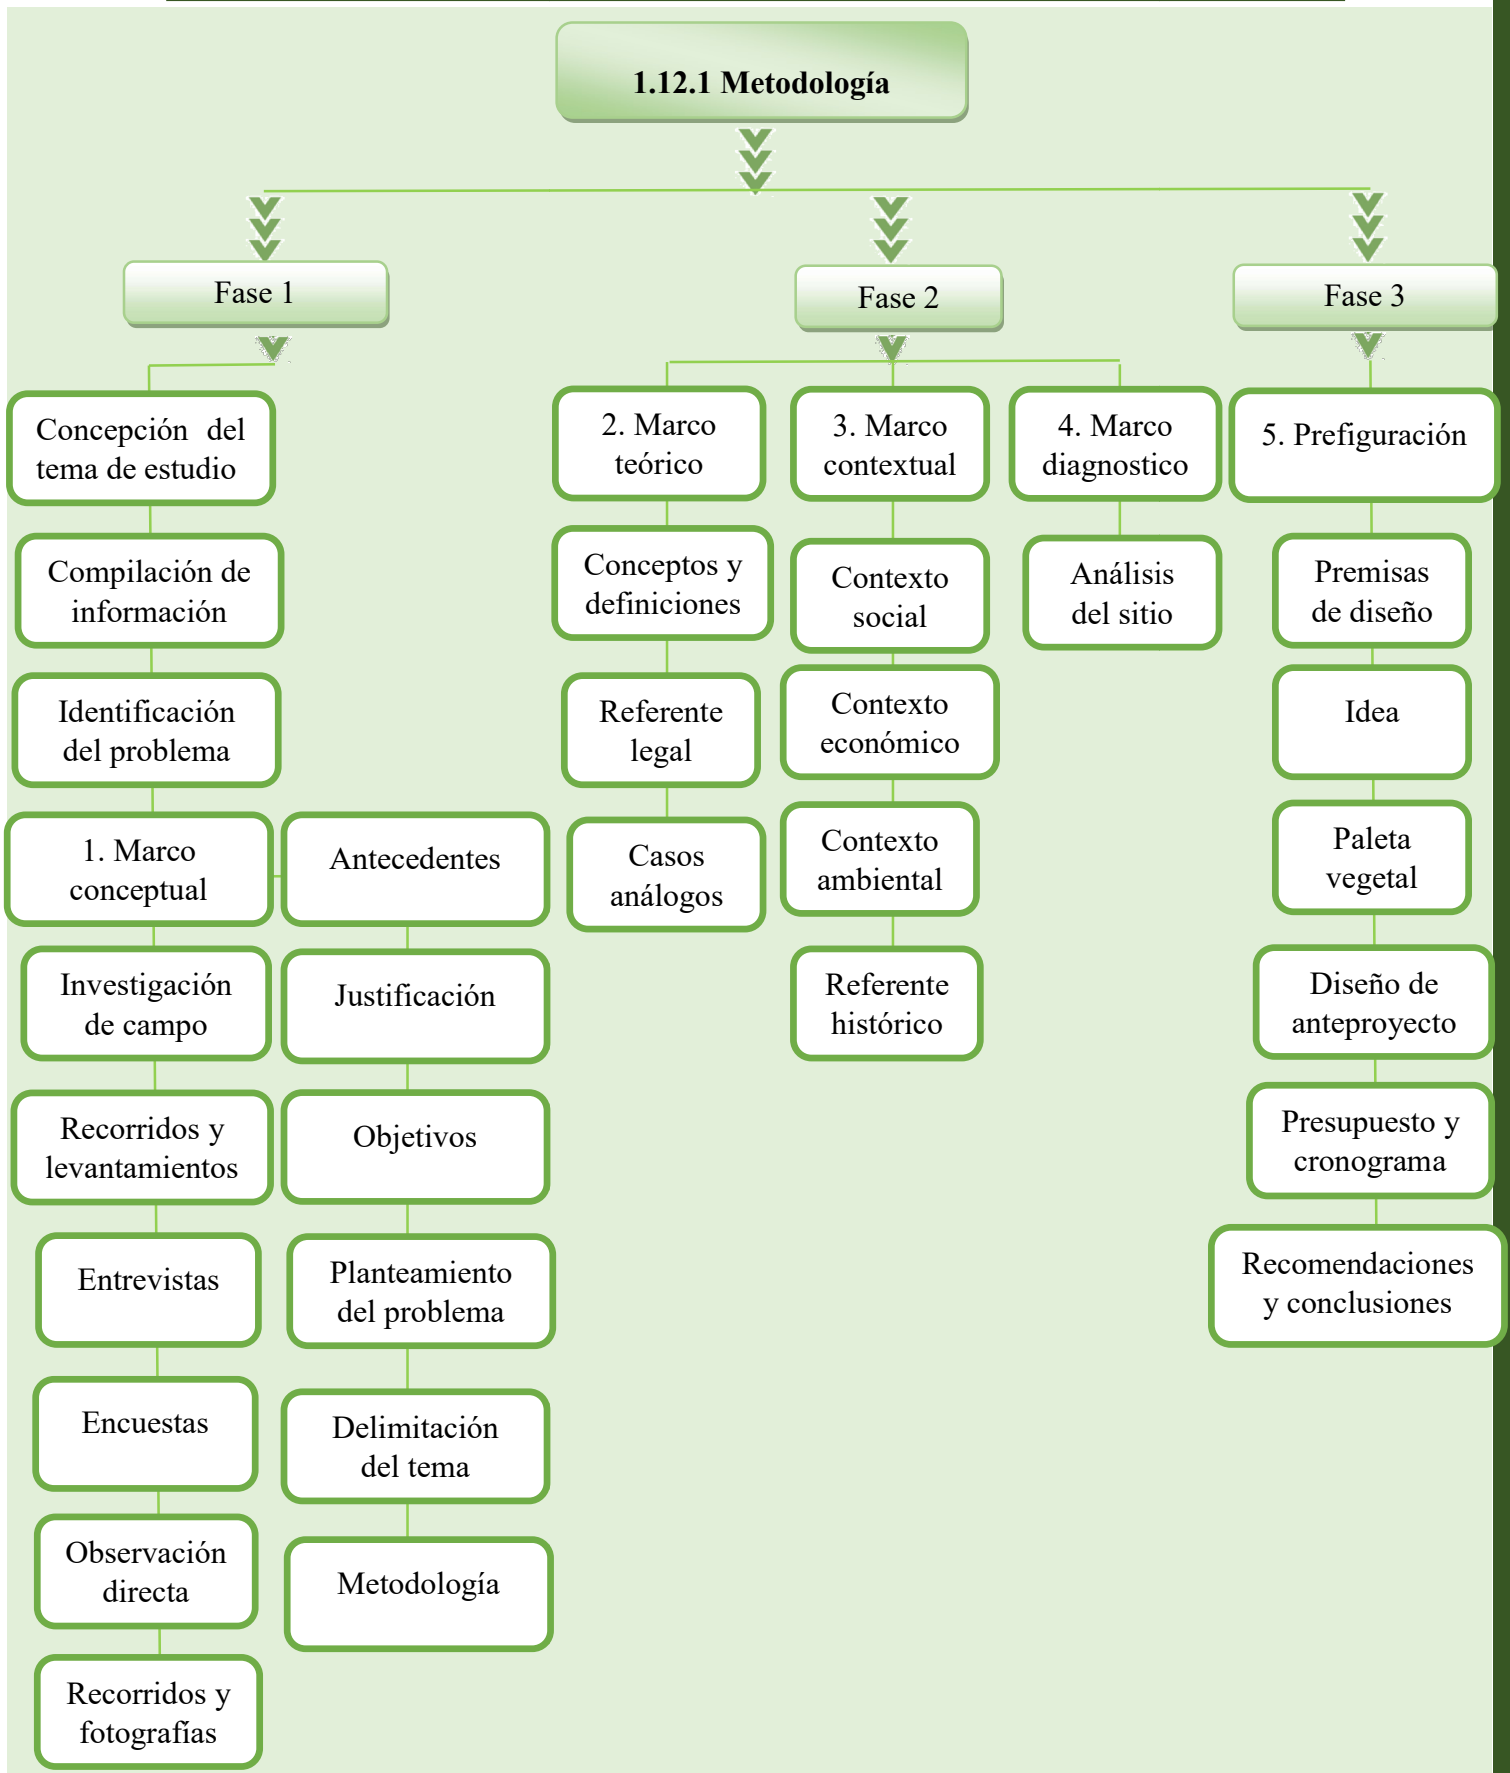 1.12.1 Metodología
Fase 1
Concepción del
tema de estudio
Compilación de
información
Identificación
del problema
1. Marco
conceptual
Investigación
de campo
Recorridos y
levantamientos
Entrevistas
Encuestas
Observación
directa
Recorridos y
fotografías
Antecedentes
Justificación
Objetivos
Planteamiento
del problema
Delimitación
del tema
Metodología
Fase 2
2. Marco
teórico
Conceptos y
definiciones
Referente
legal
Casos
análogos
3. Marco
contextual
Contexto
social
Contexto
económico
Contexto
ambiental
Referente
histórico
4. Marco
diagnostico
Análisis
del sitio
Fase 3
5. Prefiguración
Premisas
de diseño
Idea
Paleta
vegetal
Diseño de
anteproyecto
Presupuesto y
cronograma
Recomendaciones
y conclusiones